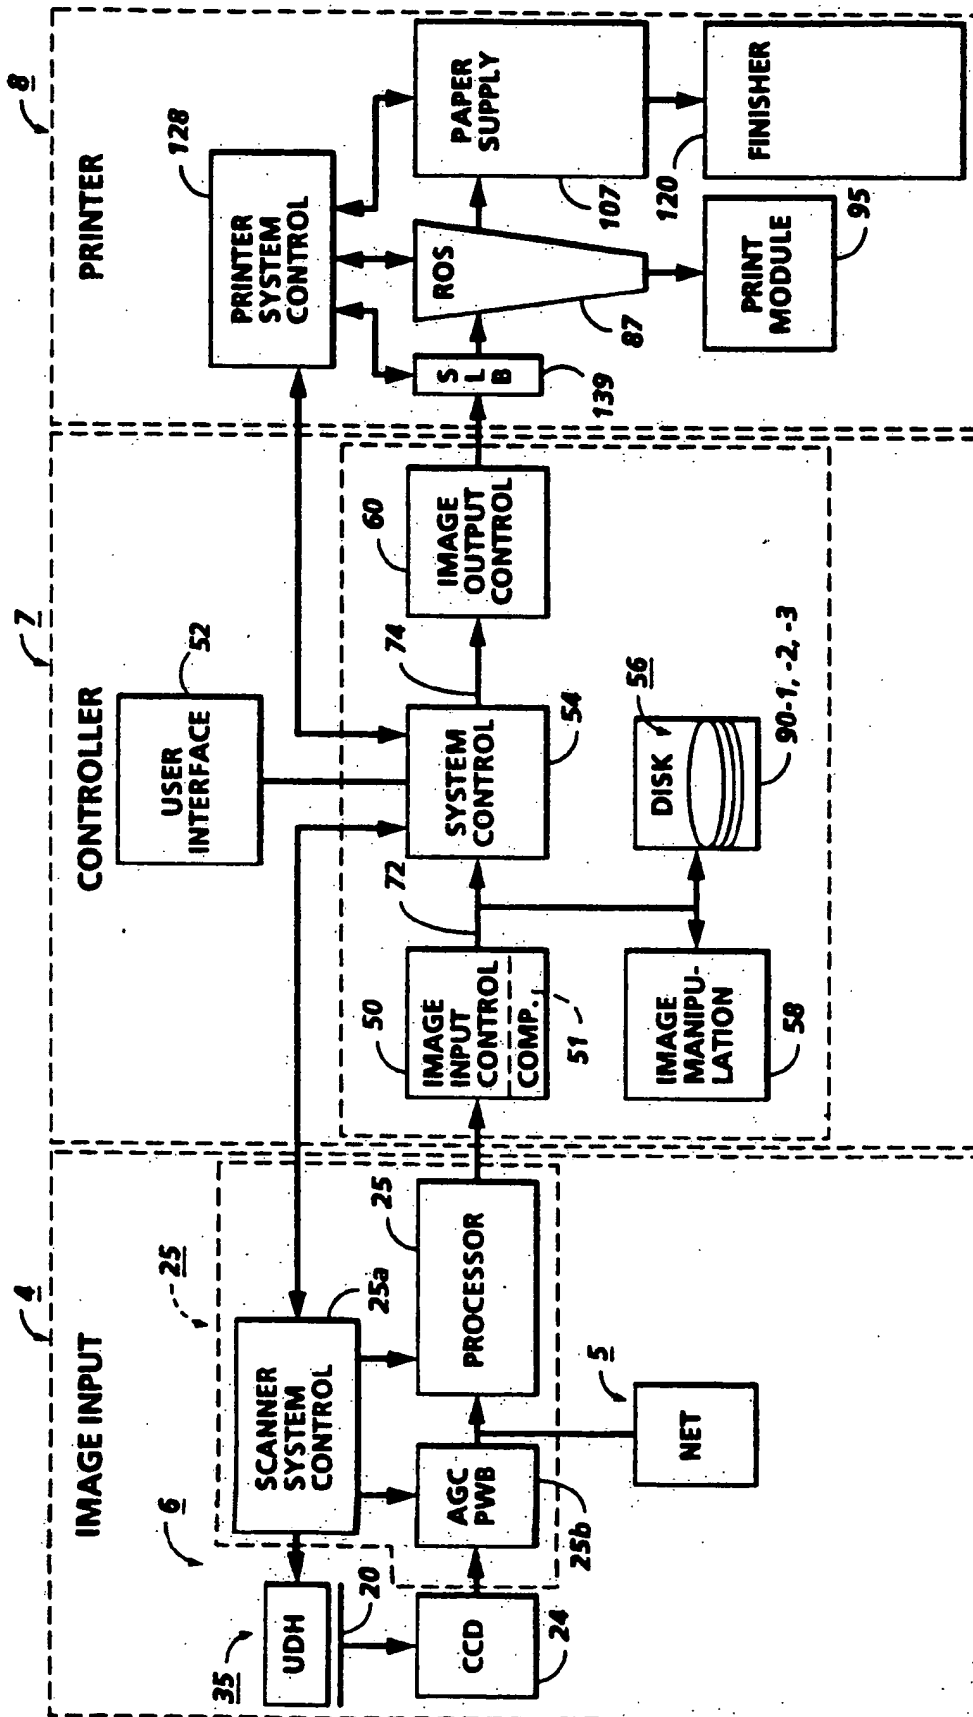 4
IMAGE INPUT
6
25
35
UDH
20
SCANNER
SYSTEM
CONTROL
25a
CCD
24
AGC
PWB
25b
PROCESSOR
25
NET
5
7
CONTROLLER
USER
INTERFACE
52
50
IMAGE
INPUT
CONTROL
COMP.
51
72
SYSTEM
CONTROL
54
74
60
IMAGE
OUTPUT
CONTROL
IMAGE
MANIPU-
LATION
58
DISK
56
90-1, -2, -3
8
PRINTER
128
PRINTER
SYSTEM
CONTROL
S
L
B
139
ROS
87
PAPER
SUPPLY
107
PRINT
MODULE
95
120
FINISHER